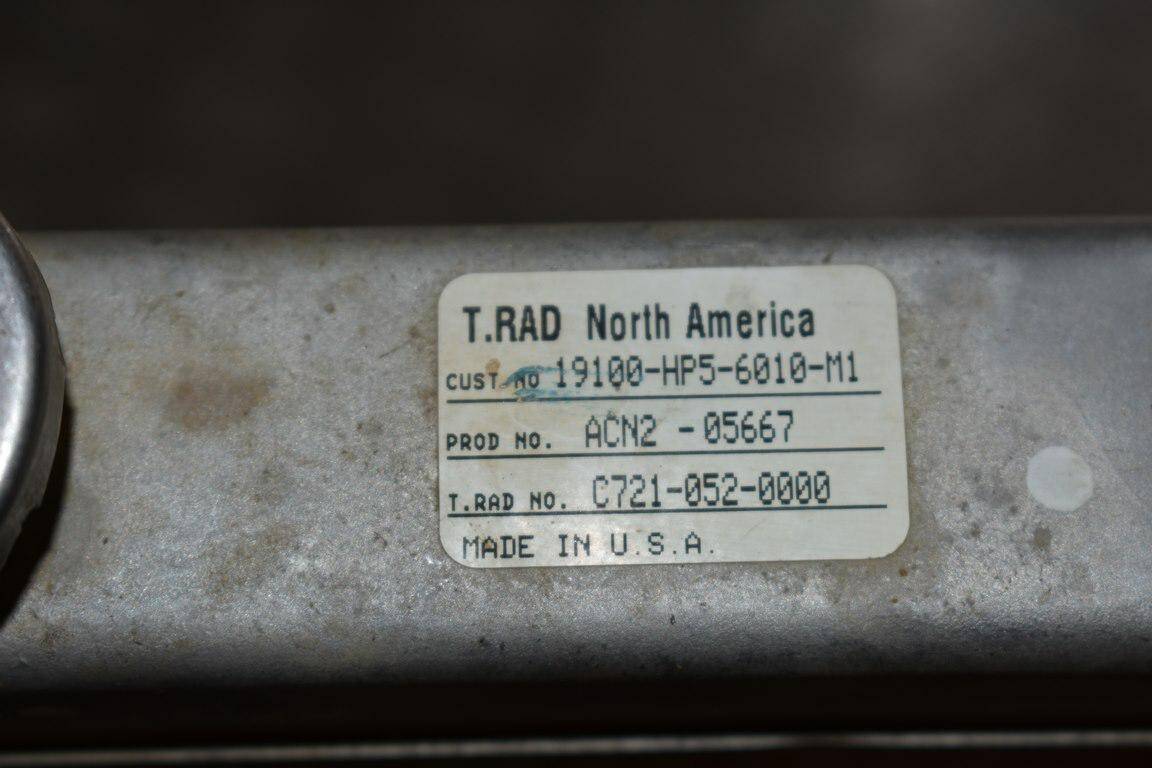 T.RAD North America
CUST NO 19100-HP5-6010-M1
PROD NO. ACN2 -05667
T.RAD NO. C721-052-0000
MADE IN U.S.A.